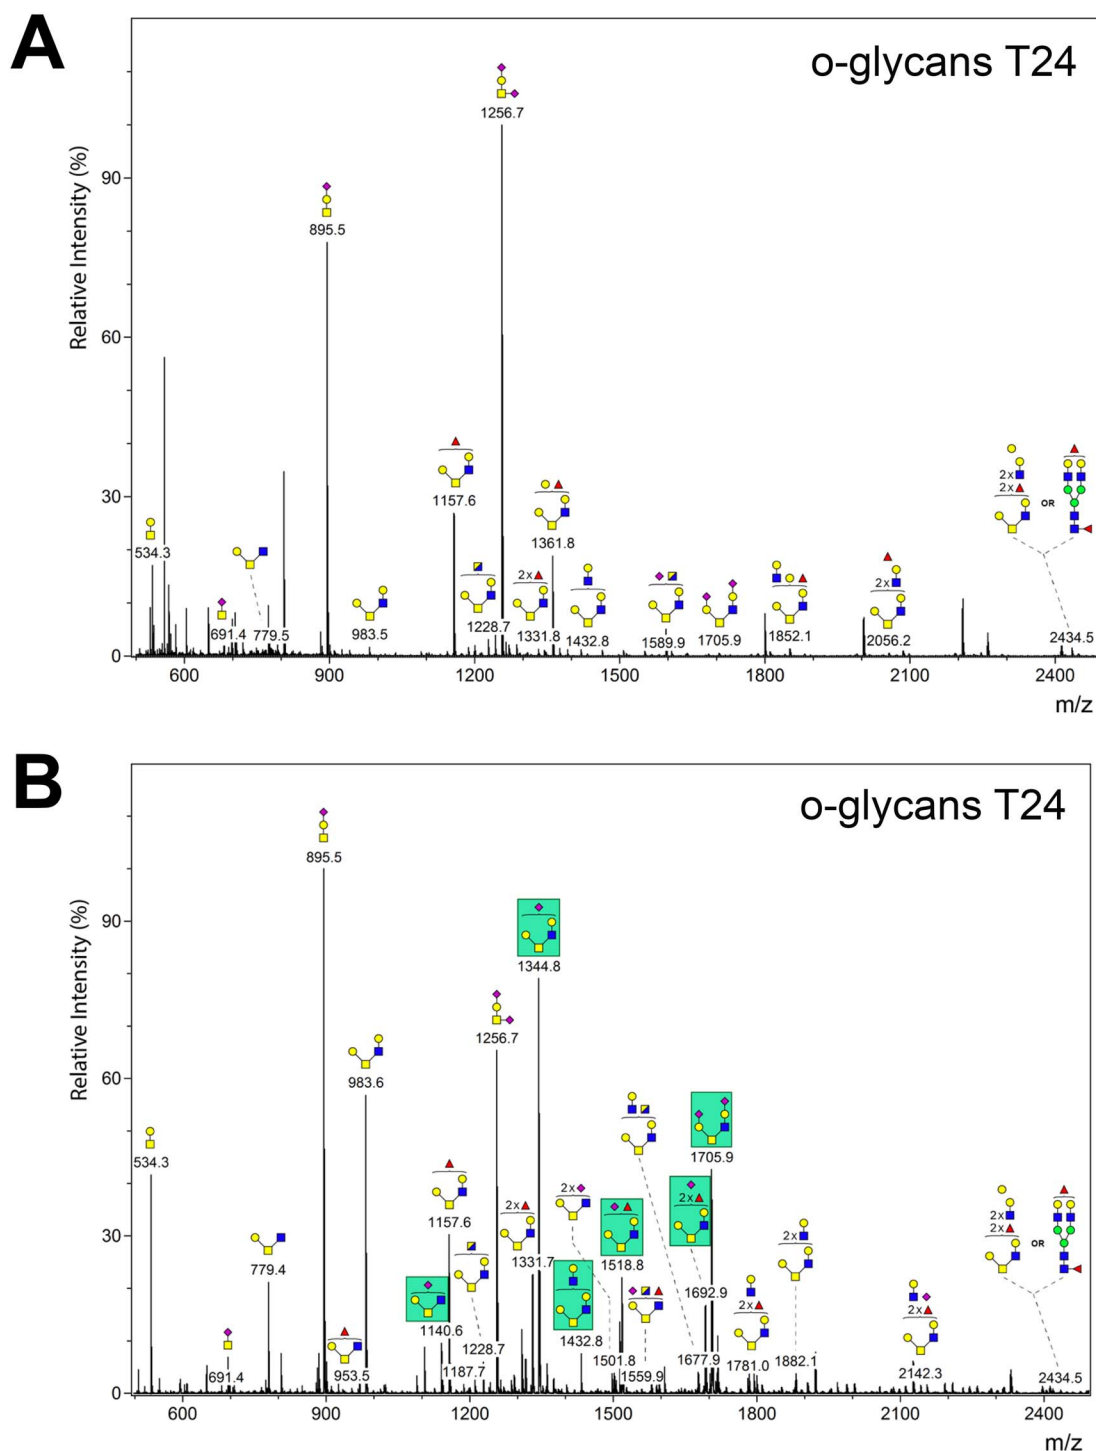 A
o-glycans T24
1256.7
90
895.5
Relative Intensity (%)
60
30
1157.6
1361.8
2x
2x
OR
534.3
2x
2x
691.4
779.5
983.5
1228.7
1331.8
1432.8
1589.9
1705.9
1852.1
2056.2
2434.5
0
600
900
1200
1500
1800
2100
2400
m/z
B
o-glycans T24
895.5
90
1344.8
1256.7
Relative Intensity (%)
983.6
60
1705.9
534.3
1157.6
2x
2x
2x
2x
2x
2x
OR
30
779.4
1331.7
1518.8
1692.9
2x
2x
1140.6
1228.7
1432.8
691.4
953.5
1187.7
1501.8
1559.9
1677.9
1781.0
1882.1
2142.3
2434.5
0
600
900
1200
1500
1800
2100
2400
m/z